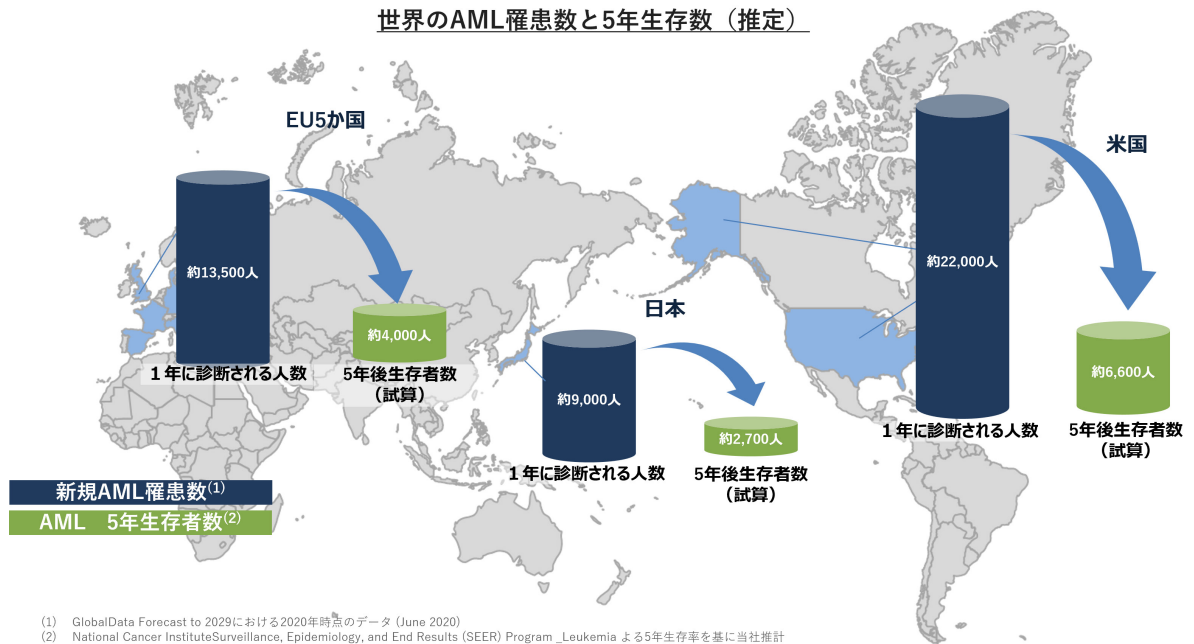 世界のAML罹患数と5年生存数（推定）
EU5か国
約13,500人
1年に診断される人数
約4,000人
5年後生存者数
（試算）
日本
約9,000人
1年に診断される人数
約2,700人
5年後生存者数
（試算）
米国
約22,000人
1年に診断される人数
約6,600人
5年後生存者数
（試算）
新規AML罹患数(1)
AML 5年生存者数(2)
(1) GlobalData Forecast to 2029における2020年時点のデータ (June 2020)
(2) National Cancer InstituteSurveillance, Epidemiology, and End Results (SEER) Program _Leukemia よる5年生存率を基に当社推計